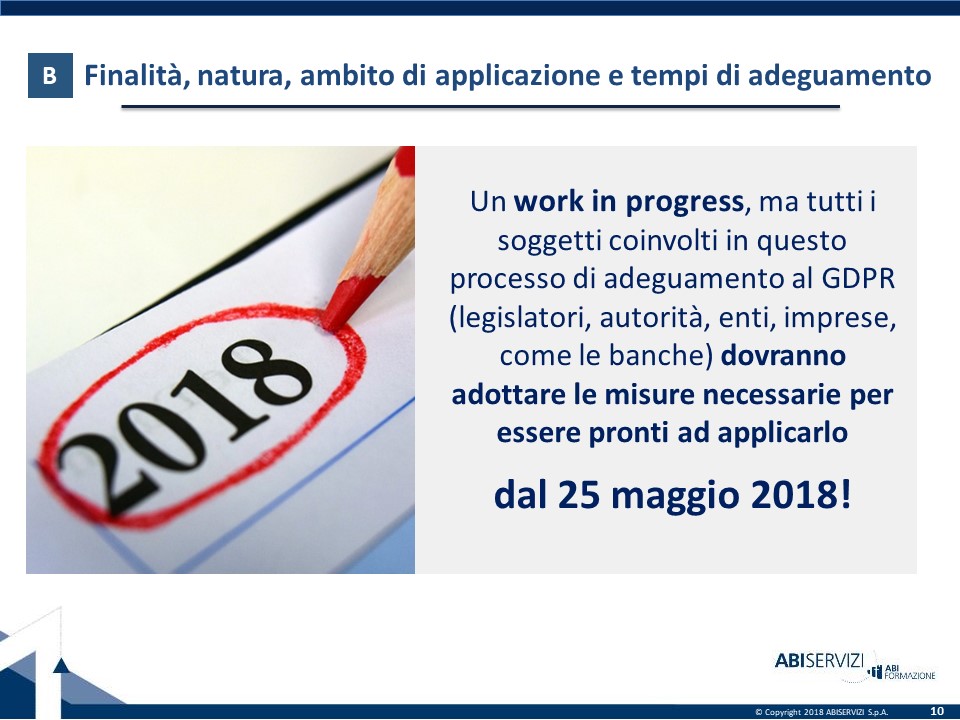 B
Finalità, natura, ambito di applicazione e tempi di adeguamento
2018
Un work in progress, ma tutti i
soggetti coinvolti in questo
processo di adeguamento al GDPR
(legislatori, autorità, enti, imprese,
come le banche) dovranno
adottare le misure necessarie per
essere pronti ad applicarlo
dal 25 maggio 2018!
ABISERVIZI
ABI
FORMAZIONE
© Copyright 2018 ABISERVIZI S.p.A.
10